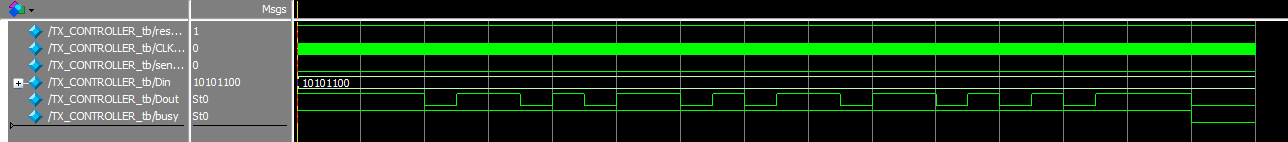 Msgs
/TX_CONTROLLER_tb/res... 1
/TX_CONTROLLER_tb/CLK... 0
/TX_CONTROLLER_tb/sen... 0
/TX_CONTROLLER_tb/Din 10101100 10101100
/TX_CONTROLLER_tb/Dout St0
/TX_CONTROLLER_tb/busy St0